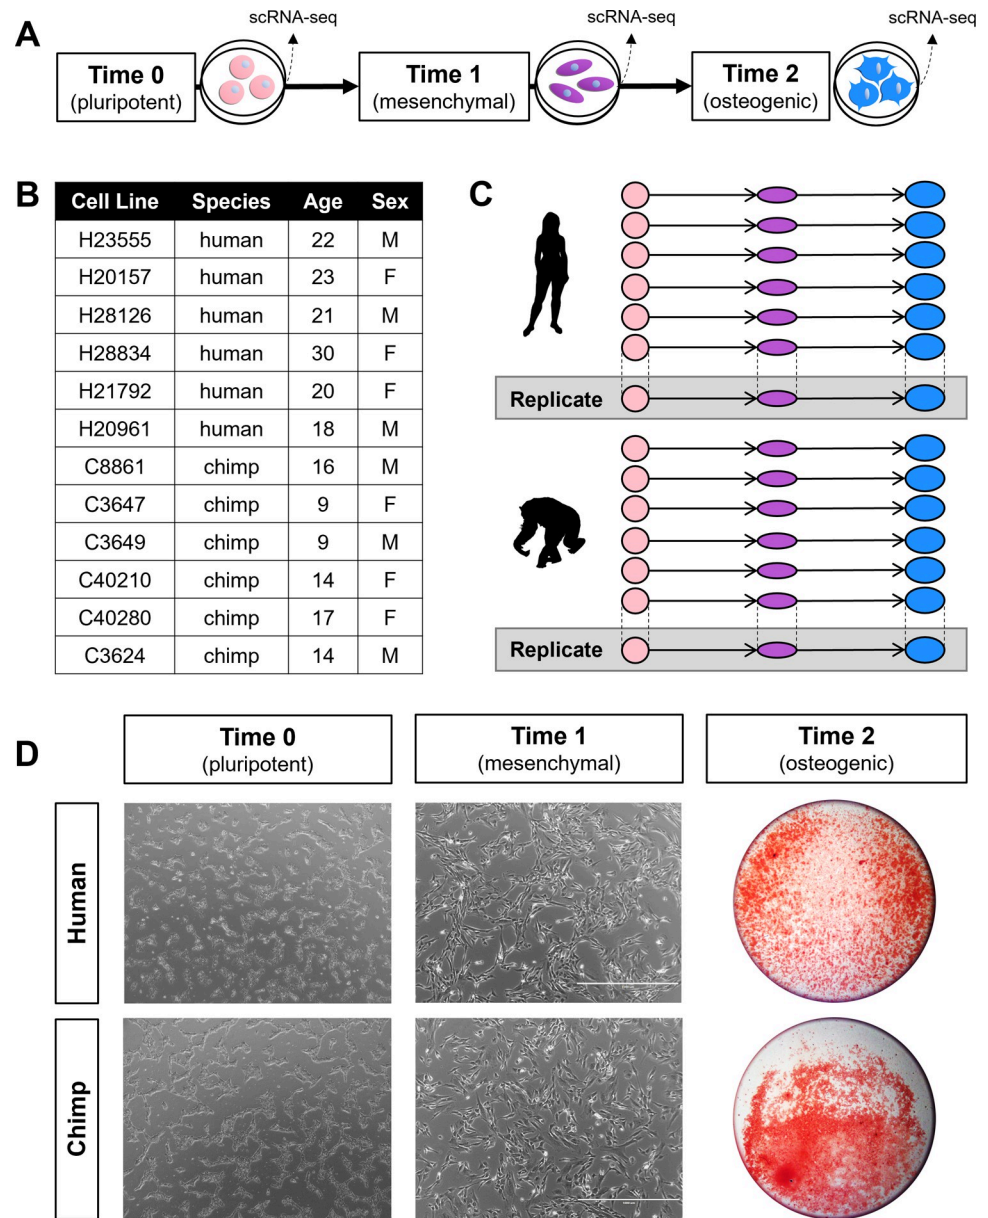 A
scRNA-seq
scRNA-seq
scRNA-seq
Time 0
(pluripotent)
Time 1
(mesenchymal)
Time 2
(osteogenic)
B
Cell Line Species Age Sex
H23555 human 22 M
H20157 human 23 F
H28126 human 21 M
H28834 human 30 F
H21792 human 20 F
H20961 human 18 M
C8861 chimp 16 M
C3647 chimp 9 F
C3649 chimp 9 M
C40210 chimp 14 F
C40280 chimp 17 F
C3624 chimp 14 M
C
Replicate
Replicate
D
Time 0
(pluripotent)
Time 1
(mesenchymal)
Time 2
(osteogenic)
Human
Chimp